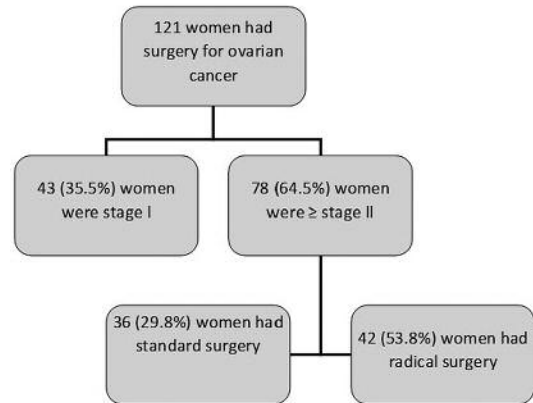 121 women had
surgery for ovarian
cancer
43 (35.5%) women
were stage I
78 (64.5%) women
were ≥ stage II
36 (29.8%) women had
standard surgery
42 (53.8%) women had
radical surgery